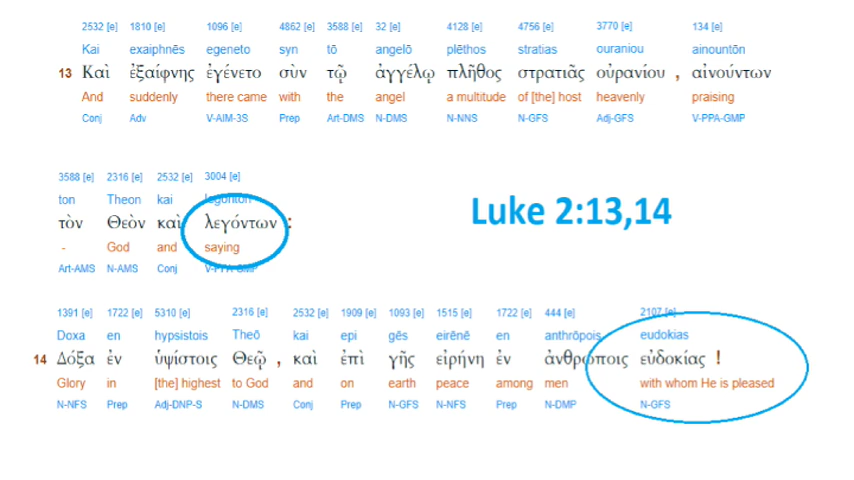 2532 [e] 1810 [e] 1096 [e] 4862 [e] 3588 [e] 32 [e] 4128 [e] 4756 [e] 3770 [e] 134 [e]
Kai exaiphnēs egeneto syn tō angelō plēthos stratias ouraniou ainountōn
13 Καὶ ἐξαίφνης ἐγένετο σὺν τῷ ἀγγέλῳ πλῆθος στρατιᾶς οὐρανίου , αἰνούντων
And suddenly there came with the angel a multitude of [the] host heavenly praising
Conj Adv V-AIM-3S Prep Art-DMS N-DMS N-NNS N-GFS Adj-GFS V-PPA-GMP
3588 [e] 2316 [e] 2532 [e] 3004 [e]
ton Theon kai legontōn
τὸν Θεὸν καὶ λεγόντων :
- God and saying
Art-AMS N-AMS Conj V-PPA-GMP
Luke 2:13,14
1391 [e] 1722 [e] 5310 [e] 2316 [e] 2532 [e] 1909 [e] 1093 [e] 1515 [e] 1722 [e] 444 [e] 2107 [e]
Doxa en hypsistois Theō kai epi gēs eirēnē en anthrōpois eudokias
14 Δόξα ἐν ὑψίστοις Θεῷ , καὶ ἐπὶ γῆς εἰρήνη ἐν ἀνθρώποις εὐδοκίας !
Glory in [the] highest to God and on earth peace among men with whom He is pleased
N-NFS Prep Adj-DNP-S N-DMS Conj Prep N-GFS N-NFS Prep N-DMP N-GFS